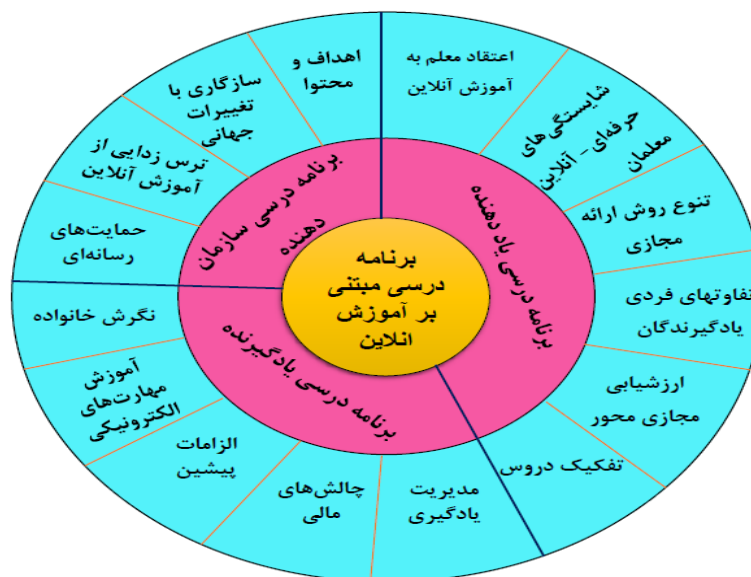 برنامه
درسی مبتنی
بر آموزش
انلاین
برنامه درسی یاد دهنده
برنامه درسی یادگیرنده
برنامه درسی سازمان
دهنده
اعتقاد معلم به
آموزش آنلاین
شایستگی‌های
حرفه‌ای - آنلاین
معلمان
تنوع روش ارائه
مجازی
تفاوتهای فردی
یادگیرندگان
ارزشیابی
مجازی محور
تفکیک دروس
مدیریت
یادگیری
چالش‌های
مالی
الزامات
پیشین
آموزش
مهارت‌های
الکترونیکی
نگرش خانواده
حمایت‌های
رسانه‌ای
ترس زدایی از
آموزش آنلاین
سازگاری با
تغییرات
جهانی
اهداف و
محتوا